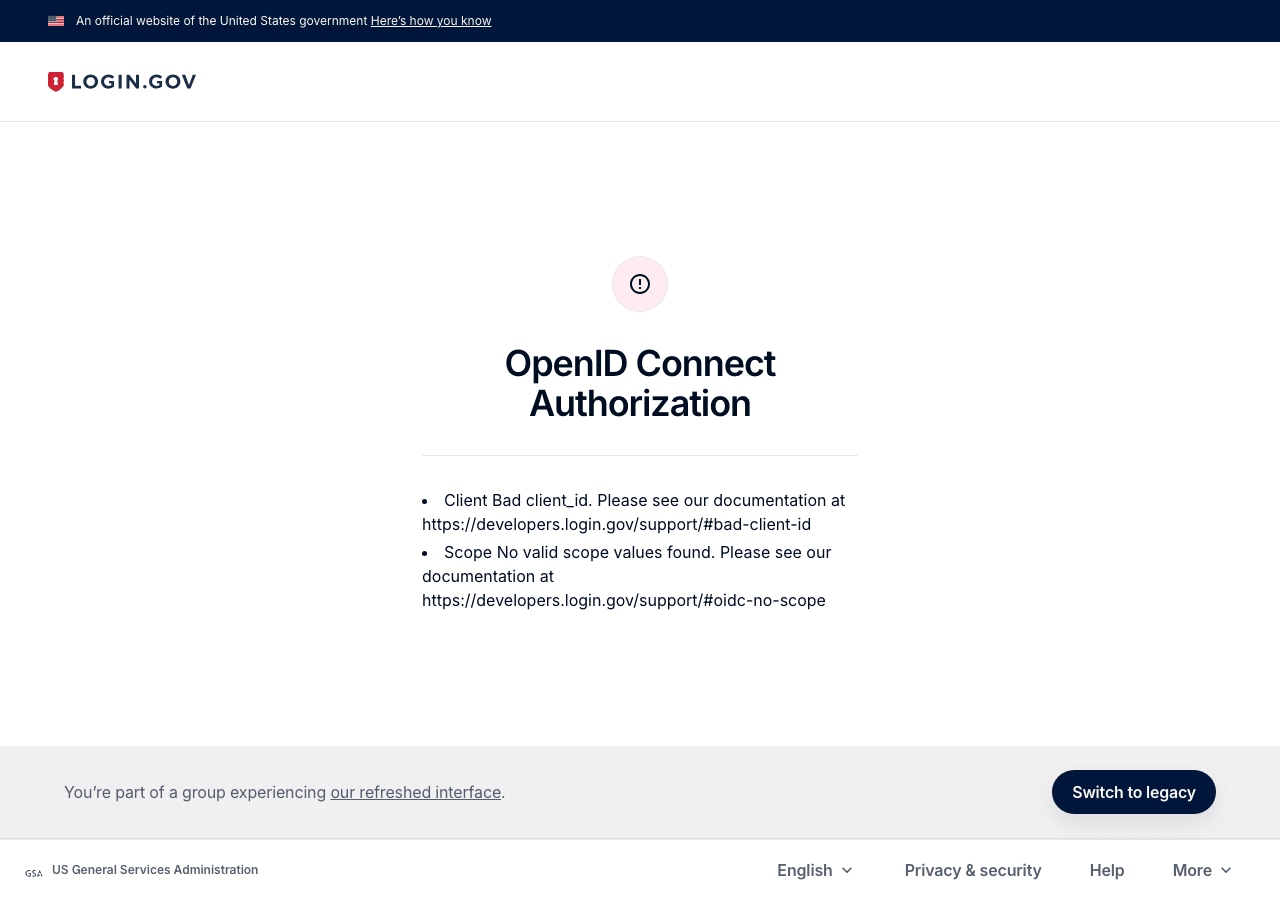 An official website of the United States government Here’s how you know
LOGIN.GOV
OpenID Connect
Authorization
• Client Bad client_id. Please see our documentation at
https://developers.login.gov/support/#bad-client-id
• Scope No valid scope values found. Please see our
documentation at
https://developers.login.gov/support/#oidc-no-scope
You’re part of a group experiencing our refreshed interface.
Switch to legacy
GSA US General Services Administration
English
Privacy & security
Help
More